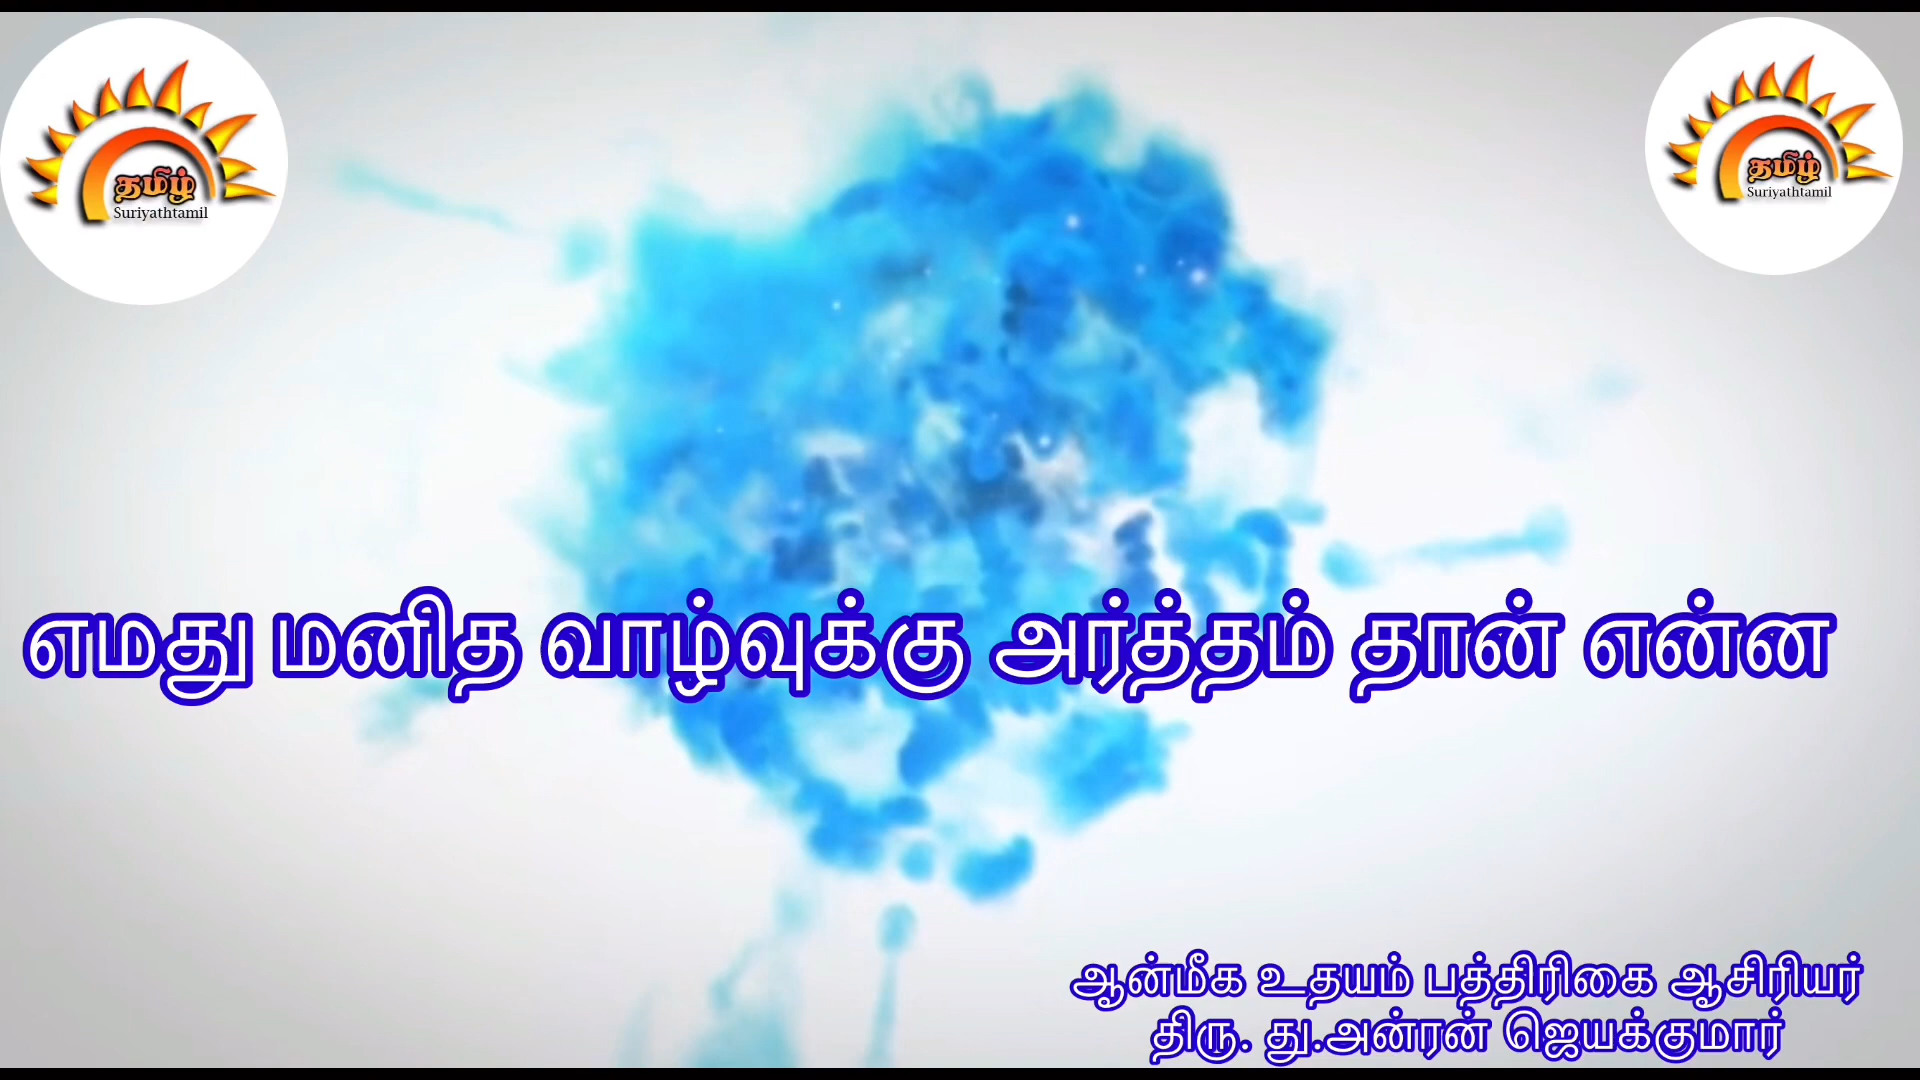 தமிழ்
Suriyathtamil
தமிழ்
Suriyathtamil
எமது மனித வாழ்வுக்கு அர்த்தம் தான் என்ன
ஆன்மீக உதயம் பத்திரிகை ஆசிரியர்
திரு. து.அன்ரன் ஜெயக்குமார்